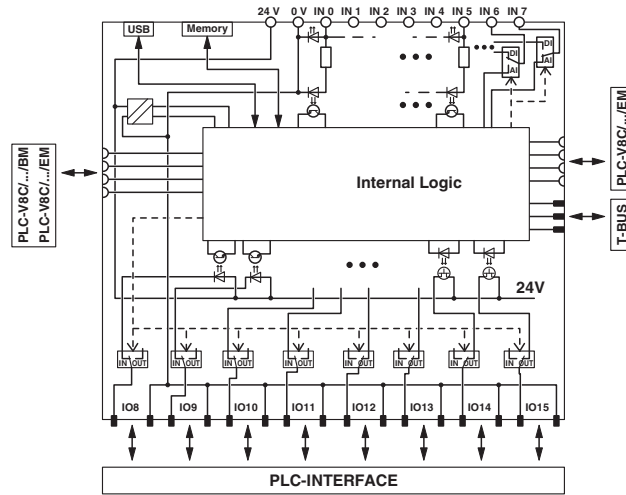 24 V 0 V IN 0 IN 1 IN 2 IN 3 IN 4 IN 5 IN 6 IN 7
USB
Memory
DI
AI
DI
AI
PLC-V8C/.../BM
PLC-V8C/.../EM
Internal Logic
PLC-V8C/.../EM
T-BUS
24V
IN OUT
IN OUT
IN OUT
IN OUT
IN OUT
IN OUT
IN OUT
IN OUT
IO8 IO9 IO10 IO11 IO12 IO13 IO14 IO15
PLC-INTERFACE